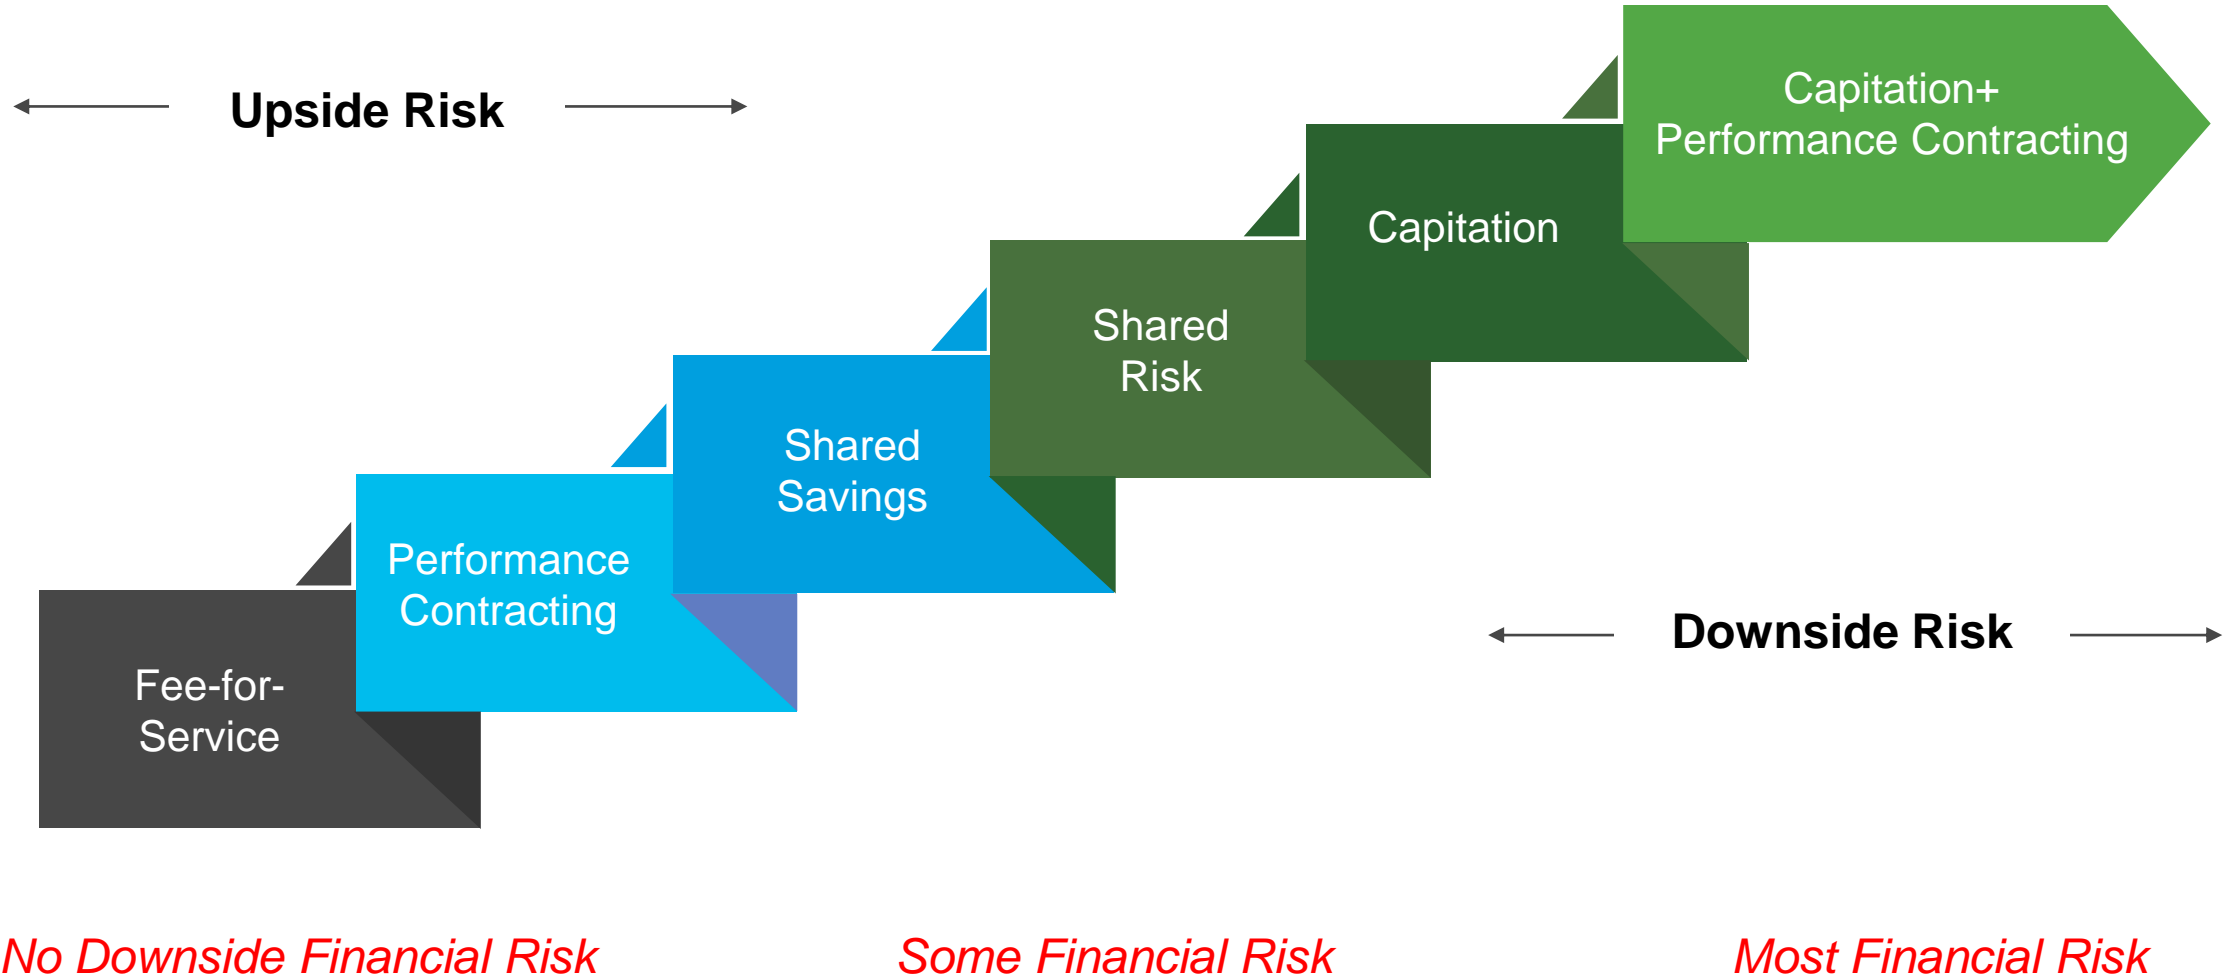 Upside Risk
Capitation+
Performance Contracting
Capitation
Shared
Risk
Shared
Savings
Performance
Contracting
Fee-for-
Service
Downside Risk
No Downside Financial Risk
Some Financial Risk
Most Financial Risk